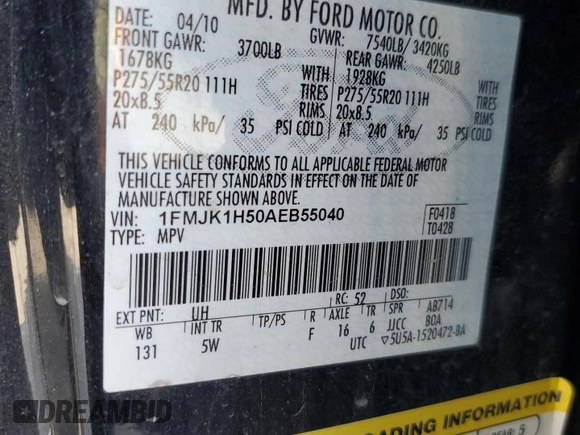 MFD. BY FORD MOTOR CO.
DATE: 04/10 GVWR: 7540LB/ 3420KG
FRONT GAWR: 3700LB REAR GAWR: 4250LB
1678KG WITH 1928KG WITH
P275/55R20 111H TIRES P275/55R20 111H TIRES
20x8.5 RIMS 20x8.5 RIMS
AT 240 kPa/ 35 PSI COLD AT 240 kPa/ 35 PSI COLD
THIS VEHICLE CONFORMS TO ALL APPLICABLE FEDERAL MOTOR
VEHICLE SAFETY STANDARDS IN EFFECT ON THE DATE OF
MANUFACTURE SHOWN ABOVE.
VIN: 1FMJK1H50AEB55040 F0418
TYPE: MPV T0428
EXT PNT: UH RC: 52 DSO:
WB INT TR TP/PS R AXLE TR SPR AB714
131 5W F 16 6 JJCC BOA
UTC ▽5U5A-1520472-BA
LOADING INFORMATION
REAR: 5
DREAMBID